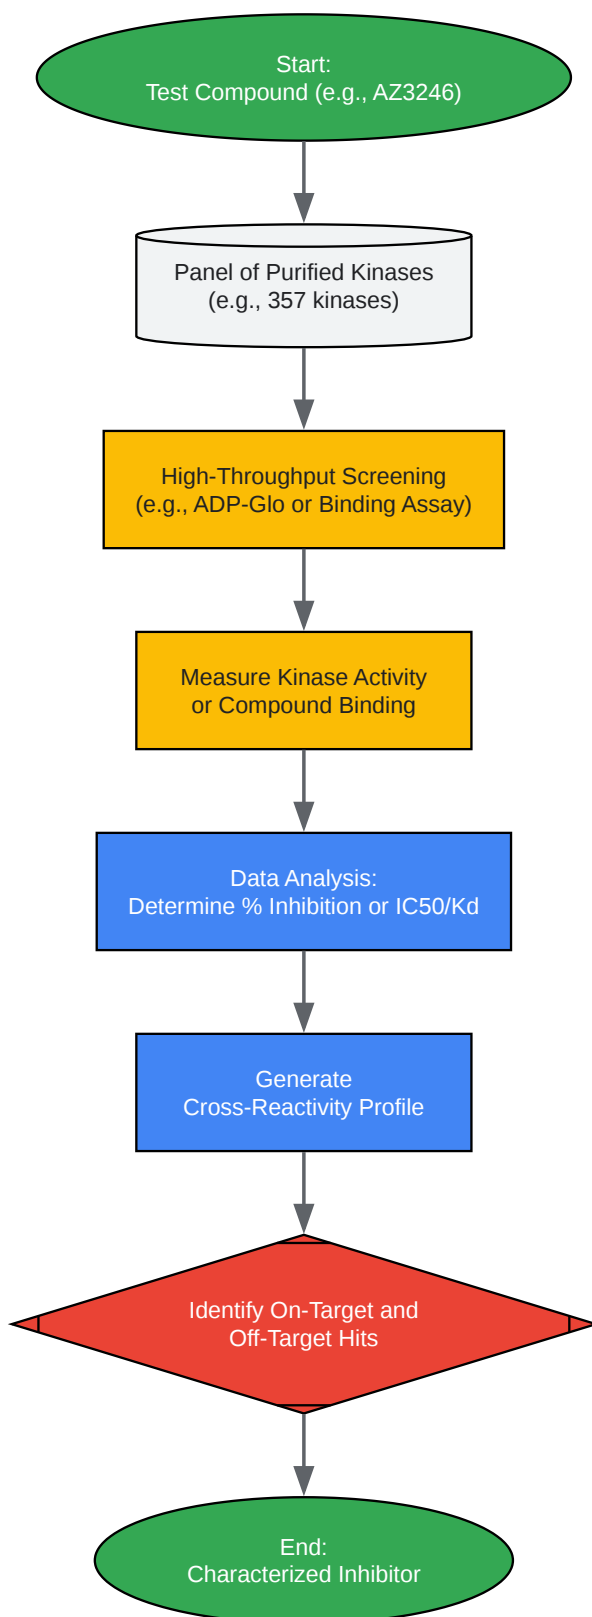 Start:
Test Compound (e.g., AZ3246)
Panel of Purified Kinases
(e.g., 357 kinases)
High-Throughput Screening
(e.g., ADP-Glo or Binding Assay)
Measure Kinase Activity
or Compound Binding
Data Analysis:
Determine % Inhibition or IC50/Kd
Generate
Cross-Reactivity Profile
Identify On-Target and
Off-Target Hits
End:
Characterized Inhibitor